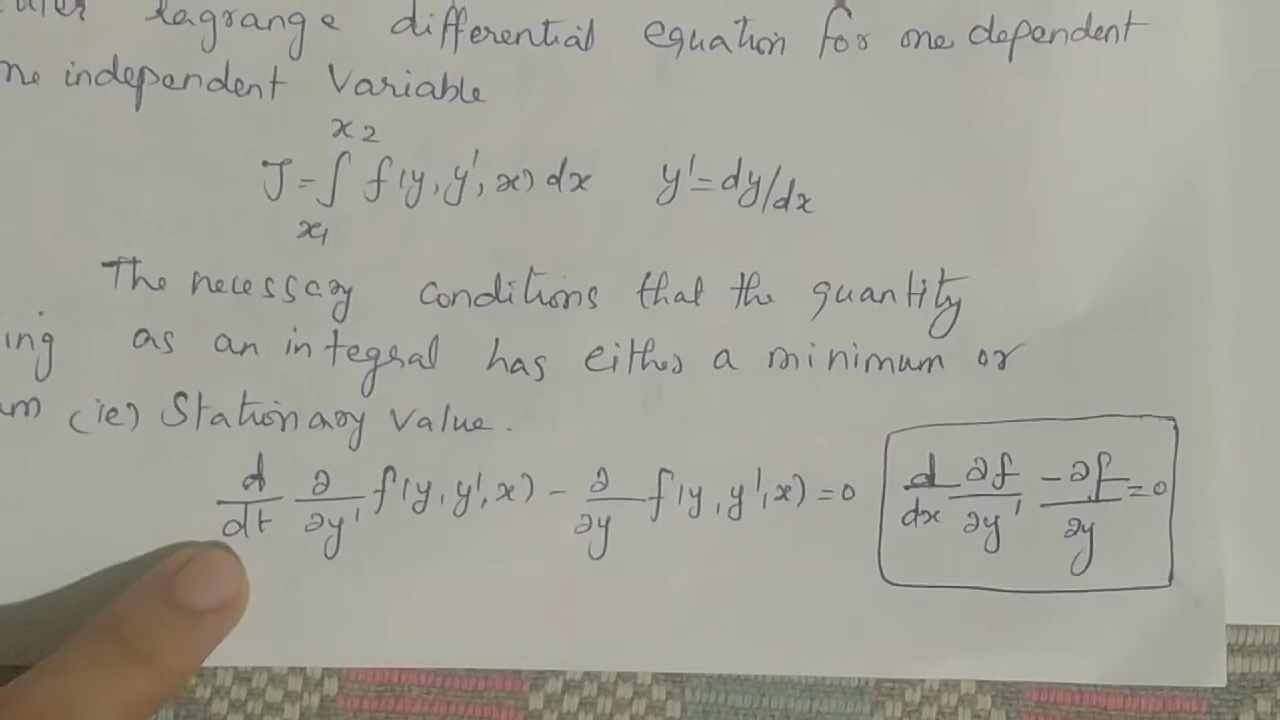 lagrange differential equation for one dependent
independent Variable
x2
J=∫ f(y, y', x) dx y'=dy/dx
x1
The necessary conditions that the quantity
ing as an integral has either a minimum or
um (ie) Stationary value.
d/dt ∂/∂y' f(y, y', x) - ∂/∂y f(y, y', x) = 0 d/dx ∂f/∂y' -∂f/∂y = 0